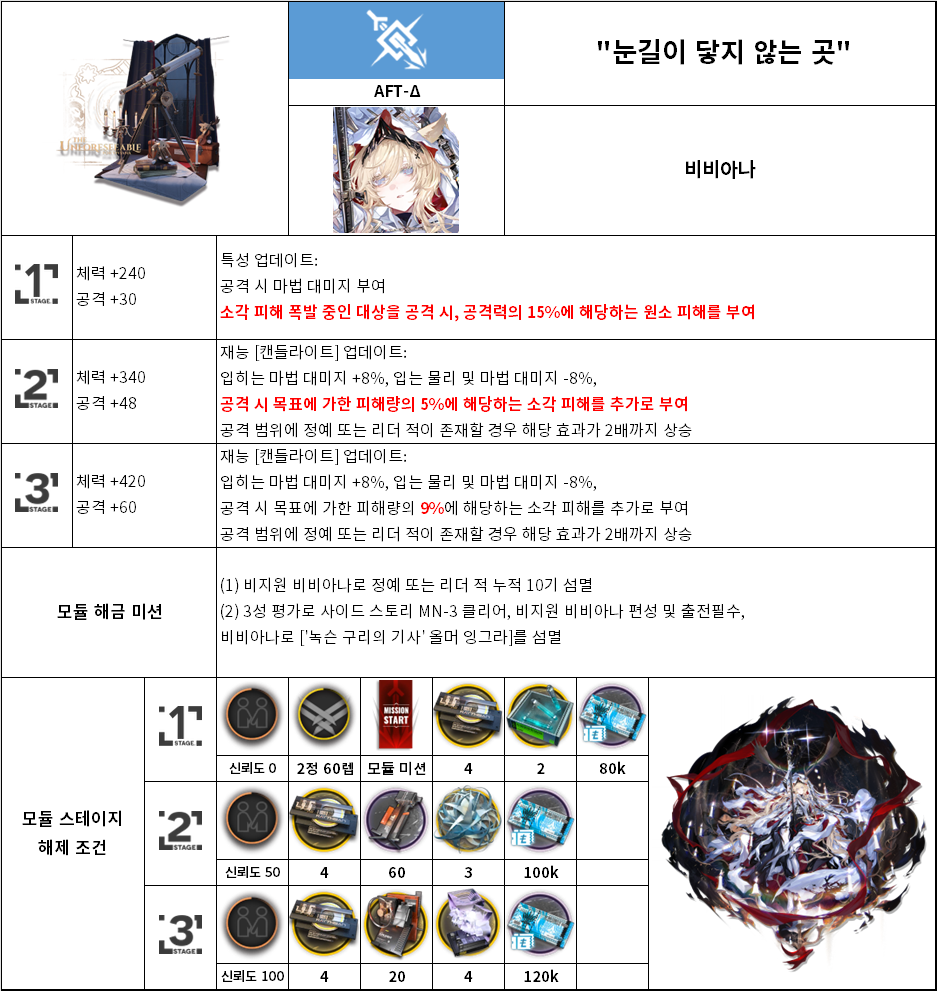 THE
UNFORESEEABLE
AFT-Δ
"눈길이 닿지 않는 곳"
비비아나
1
STAGE.
체력 +240
공격 +30
특성 업데이트:
공격 시 마법 대미지 부여
소각 피해 폭발 중인 대상을 공격 시, 공격력의 15%에 해당하는 원소 피해를 부여
2
STAGE.
체력 +340
공격 +48
재능 [캔들라이트] 업데이트:
입히는 마법 대미지 +8%, 입는 물리 및 마법 대미지 -8%,
공격 시 목표에 가한 피해량의 5%에 해당하는 소각 피해를 추가로 부여
공격 범위에 정예 또는 리더 적이 존재할 경우 해당 효과가 2배까지 상승
3
STAGE.
체력 +420
공격 +60
재능 [캔들라이트] 업데이트:
입히는 마법 대미지 +8%, 입는 물리 및 마법 대미지 -8%,
공격 시 목표에 가한 피해량의 9%에 해당하는 소각 피해를 추가로 부여
공격 범위에 정예 또는 리더 적이 존재할 경우 해당 효과가 2배까지 상승
모듈 해금 미션
(1) 비지원 비비아나로 정예 또는 리더 적 누적 10기 섬멸
(2) 3성 평가로 사이드 스토리 MN-3 클리어, 비지원 비비아나 편성 및 출전필수,
비비아나로 ['녹슨 구리의 기사' 올머 잉그라]를 섬멸
모듈 스테이지
해제 조건
1
STAGE.
MISSION
START
신뢰도 0
2정 60렙
모듈 미션
4
2
80k
2
STAGE.
신뢰도 50
4
60
3
100k
3
STAGE.
신뢰도 100
4
20
4
120k